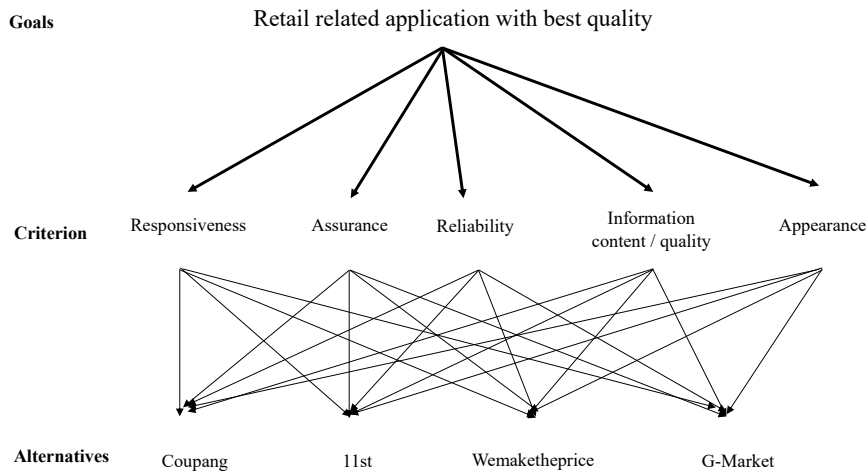 Goals
Retail related application with best quality
Criterion
Responsiveness
Assurance
Reliability
Information
content / quality
Appearance
Alternatives
Coupang
11st
Wemaketheprice
G-Market